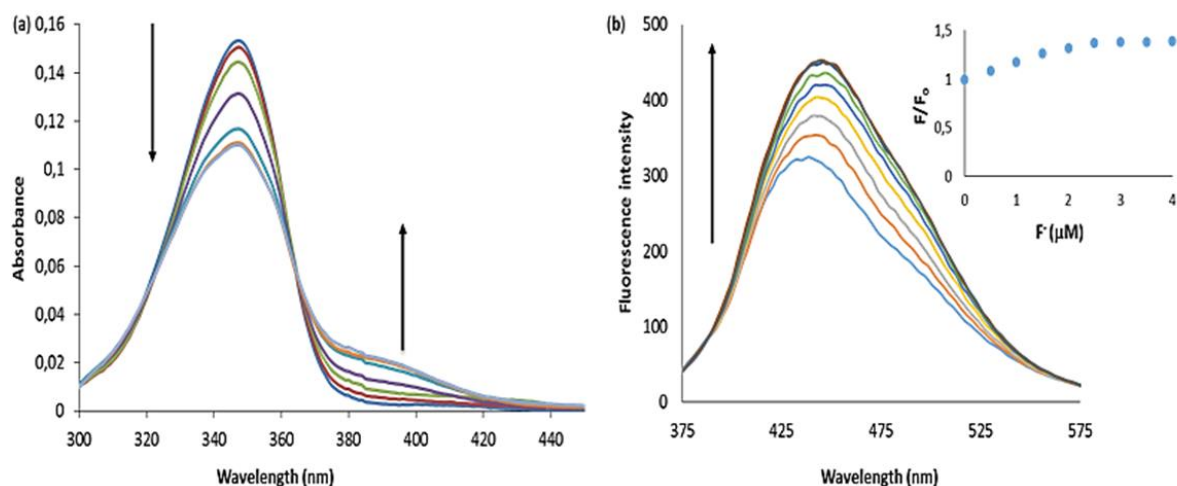 (a)
0,16
0,14
0,12
0,1
0,08
0,06
0,04
0,02
0
Absorbance
300 320 340 360 380 400 420 440
Wavelength (nm)
(b)
500
400
300
200
100
0
Fluorescence intensity
375 425 475 525 575
Wavelength (nm)
1,5
1
0,5
0
F/Fo
0 1 2 3 4
F-(µM)